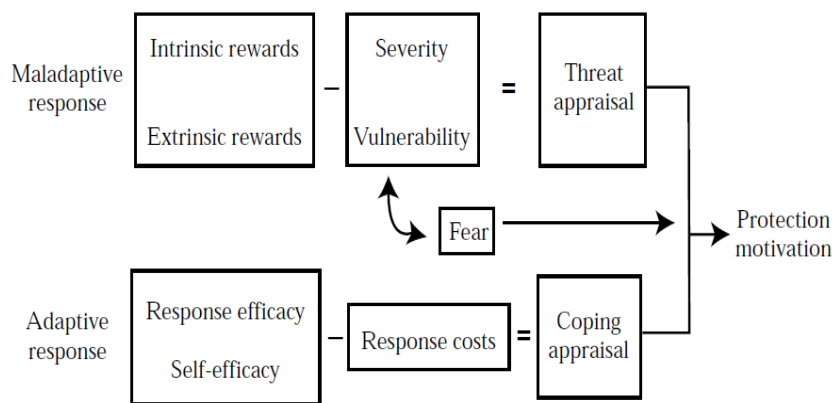 Maladaptive
response
Intrinsic rewards
Extrinsic rewards
–
Severity
Vulnerability
=
Threat
appraisal
Fear
Protection
motivation
Adaptive
response
Response efficacy
Self-efficacy
–
Response costs
=
Coping
appraisal